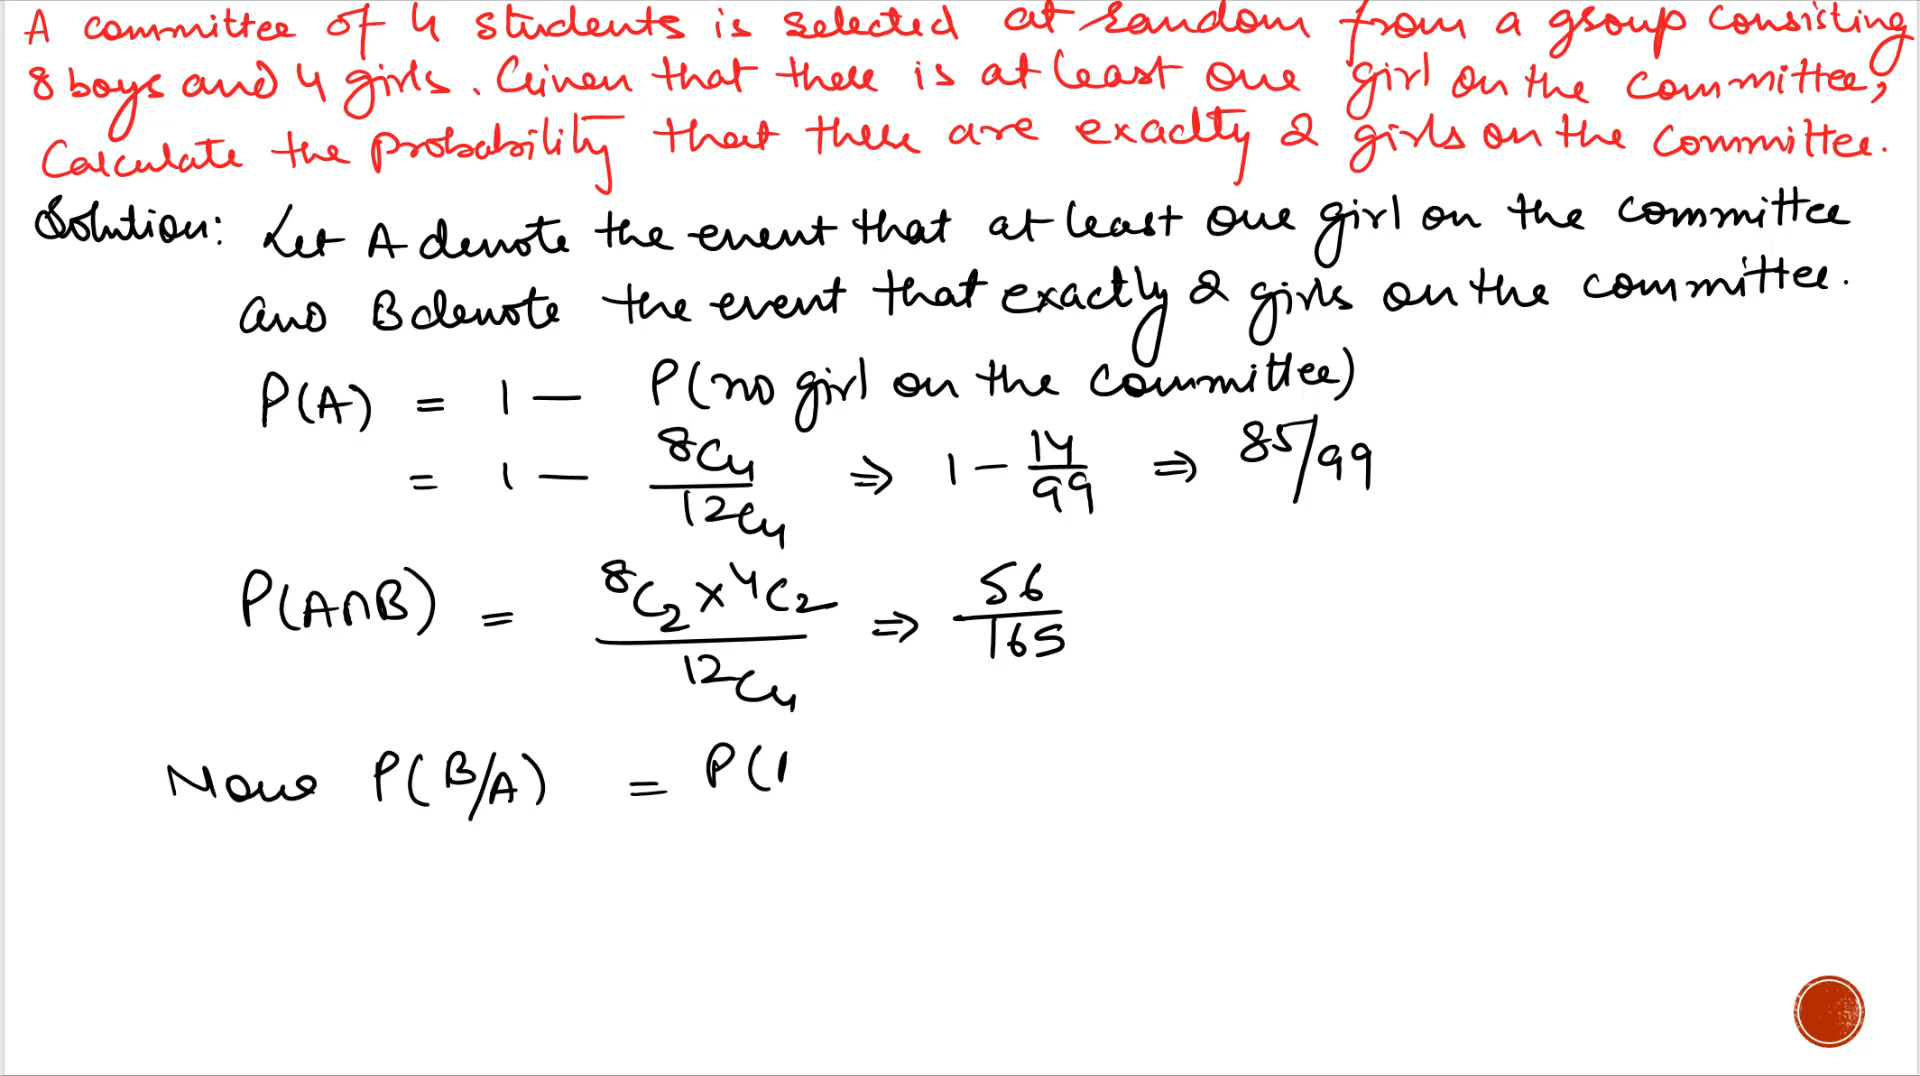 A committee of 4 students is selected at random from a group consisting
8 boys and 4 girls. Given that there is at least one girl on the committee,
Calculate the probability that there are exactly 2 girls on the committee.
Solution: Let A denote the event that at least one girl on the committee
and B denote the event that exactly 2 girls on the committee.
P(A) = 1 - P(no girl on the committee)
= 1 - 8C4/12C4 ⇒ 1 - 14/99 ⇒ 85/99
P(A∩B) = 8C2 × 4C2/12C4 ⇒ 56/165
Now P(B/A) = P(